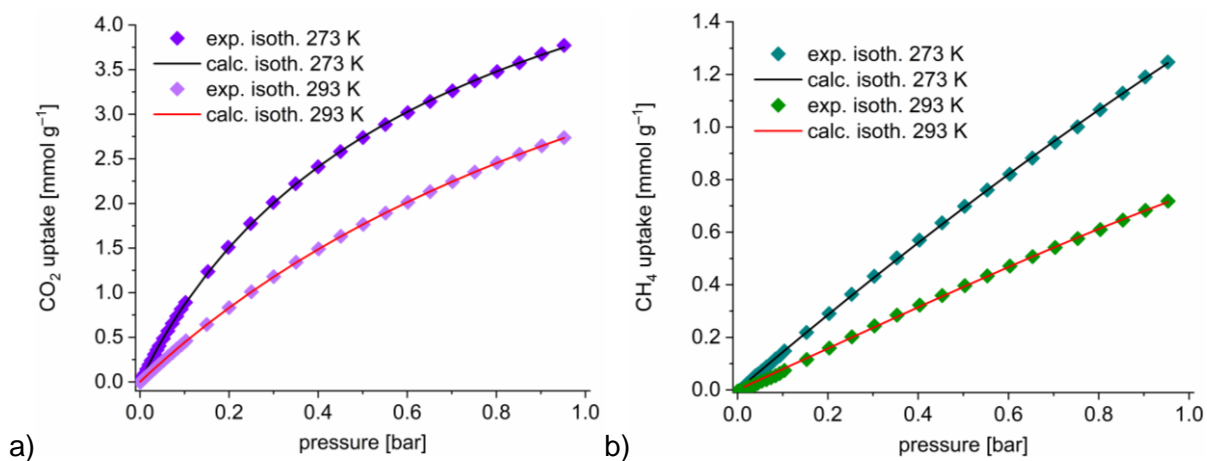 4.0
3.5
3.0
2.5
2.0
1.5
1.0
0.5
0.0
CO₂ uptake [mmol g⁻¹]
exp. isoth. 273 K
calc. isoth. 273 K
exp. isoth. 293 K
calc. isoth. 293 K
0.0 0.2 0.4 0.6 0.8 1.0
pressure [bar]
a)
1.4
1.2
1.0
0.8
0.6
0.4
0.2
0.0
CH₄ uptake [mmol g⁻¹]
exp. isoth. 273 K
calc. isoth. 273 K
exp. isoth. 293 K
calc. isoth. 293 K
0.0 0.2 0.4 0.6 0.8 1.0
pressure [bar]
b)